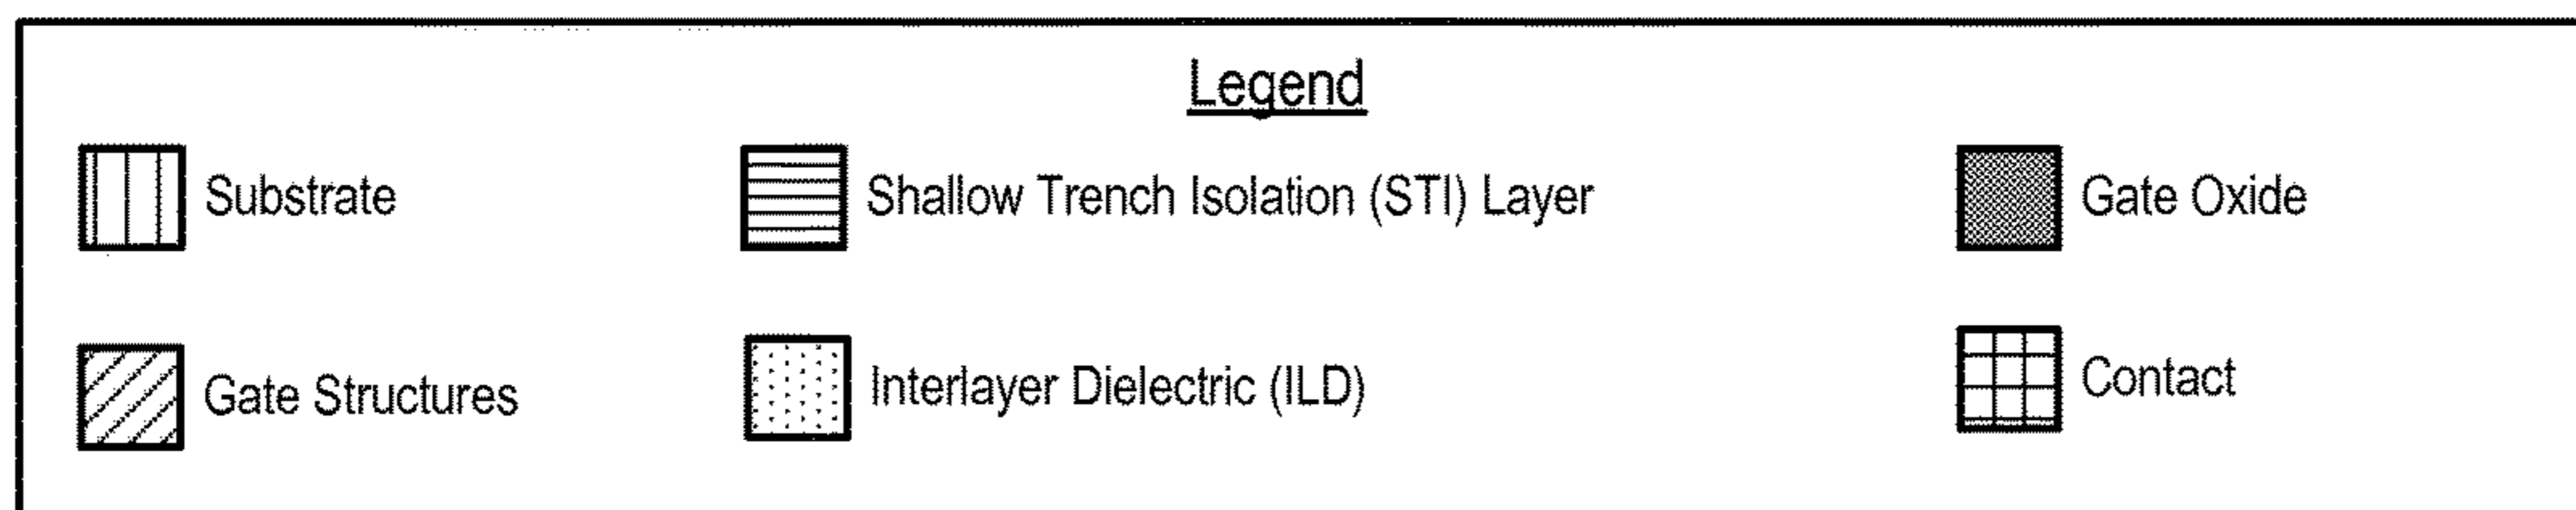 Legend
Substrate
Shallow Trench Isolation (STI) Layer
Gate Oxide
Gate Structures
Interlayer Dielectric (ILD)
Contact